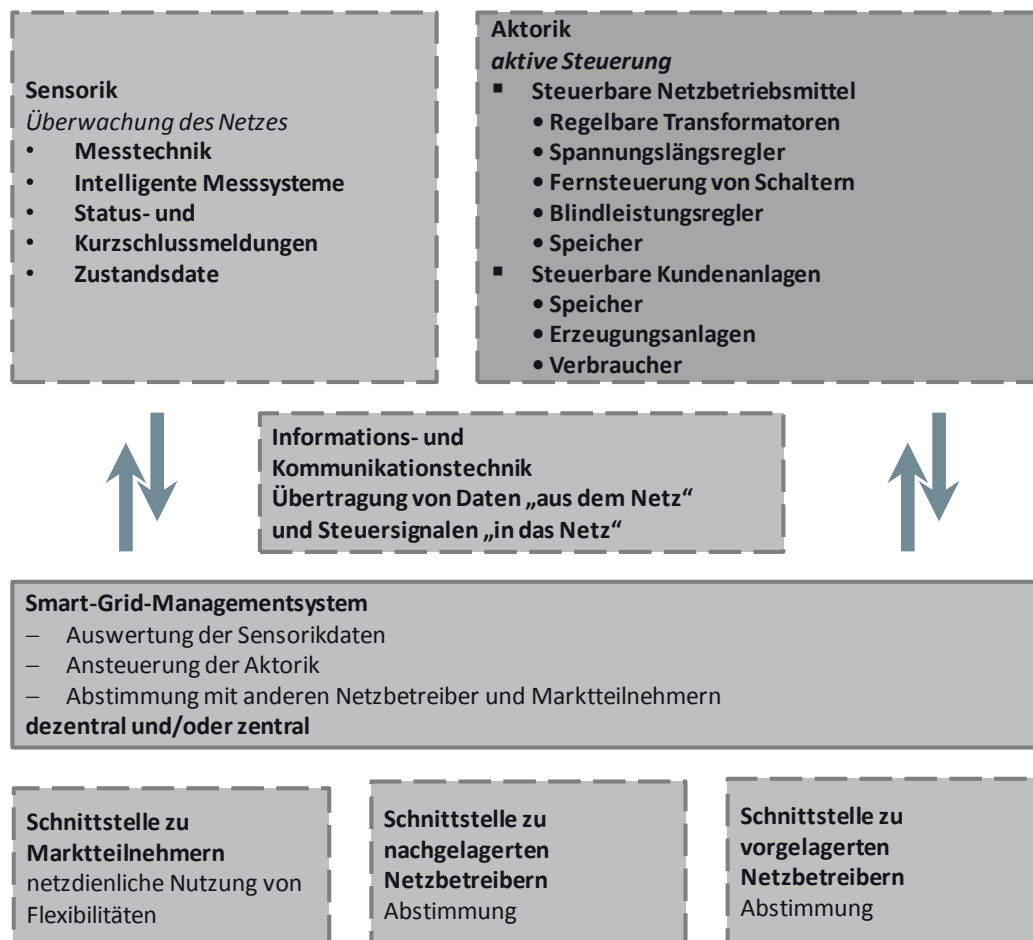 Sensorik
Überwachung des Netzes
• Messtechnik
• Intelligente Messsysteme
• Status- und
• Kurzschlussmeldungen
• Zustandsdate
Aktorik
aktive Steuerung
▪ Steuerbare Netzbetriebsmittel
• Regelbare Transformatoren
• Spannungslängsregler
• Fernsteuerung von Schaltern
• Blindleistungsregler
• Speicher
▪ Steuerbare Kundenanlagen
• Speicher
• Erzeugungsanlagen
• Verbraucher
Informations- und
Kommunikationstechnik
Übertragung von Daten „aus dem Netz“
und Steuersignalen „in das Netz“
Smart-Grid-Managementsystem
– Auswertung der Sensorikdaten
– Ansteuerung der Aktorik
– Abstimmung mit anderen Netzbetreiber und Marktteilnehmern
dezentral und/oder zentral
Schnittstelle zu
Marktteilnehmern
netzdienliche Nutzung von
Flexibilitäten
Schnittstelle zu
nachgelagerten
Netzbetreibern
Abstimmung
Schnittstelle zu
vorgelagerten
Netzbetreibern
Abstimmung